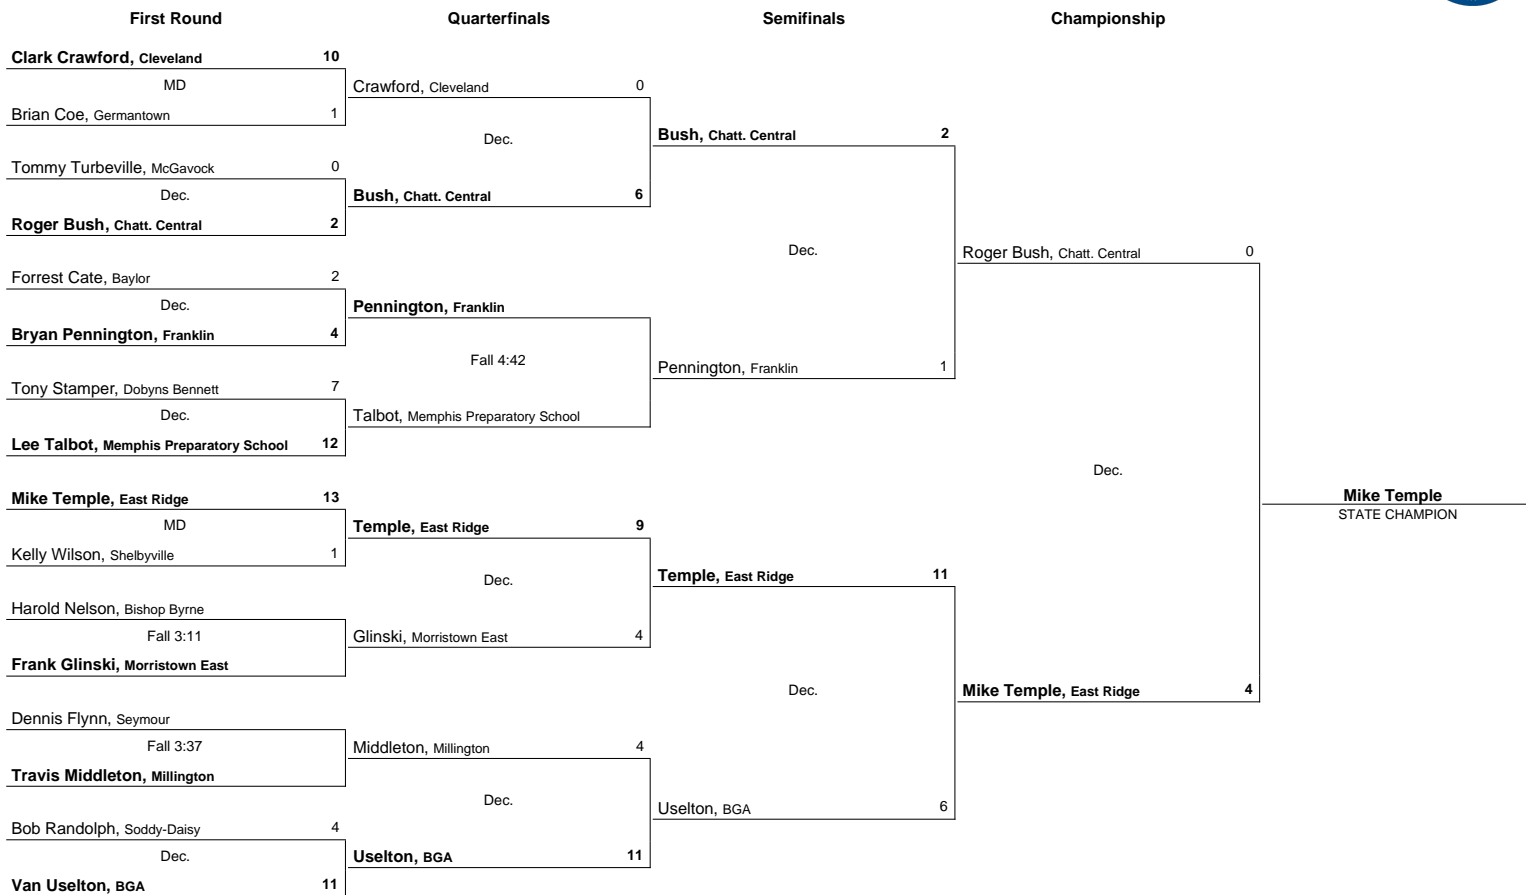 First Round Quarterfinals Semifinals Championship
Clark Crawford, Cleveland 10
MD
Crawford, Cleveland 0
Brian Coe, Germantown 1
Dec.
Bush, Chatt. Central 2
Tommy Turbeville, McGavock 0
Dec.
Bush, Chatt. Central 6
Roger Bush, Chatt. Central 2
Dec.
Roger Bush, Chatt. Central 0
Forrest Cate, Baylor 2
Dec.
Pennington, Franklin
Bryan Pennington, Franklin 4
Fall 4:42
Pennington, Franklin 1
Tony Stamper, Dobyns Bennett 7
Dec.
Talbot, Memphis Preparatory School
Lee Talbot, Memphis Preparatory School 12
Dec.
Mike Temple, East Ridge 13
Mike Temple
STATE CHAMPION
MD
Temple, East Ridge 9
Kelly Wilson, Shelbyville 1
Dec.
Temple, East Ridge 11
Harold Nelson, Bishop Byrne
Fall 3:11
Glinski, Morristown East 4
Frank Glinski, Morristown East
Dec.
Mike Temple, East Ridge 4
Dennis Flynn, Seymour
Fall 3:37
Middleton, Millington 4
Travis Middleton, Millington
Dec.
Uselton, BGA 6
Bob Randolph, Soddy-Daisy 4
Dec.
Uselton, BGA 11
Van Uselton, BGA 11